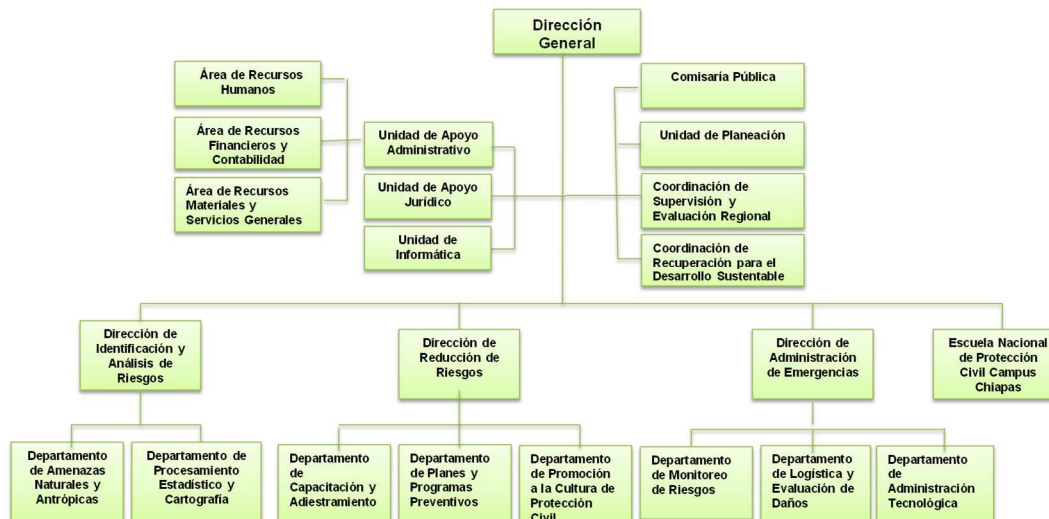 Dirección
General
Área de Recursos
Humanos
Área de Recursos
Financieros y
Contabilidad
Área de Recursos
Materiales y
Servicios Generales
Unidad de Apoyo
Administrativo
Unidad de Apoyo
Jurídico
Unidad de
Informática
Comisaría Pública
Unidad de Planeación
Coordinación de
Supervisión y
Evaluación Regional
Coordinación de
Recuperación para el
Desarrollo Sustentable
Dirección de
Identificación y
Análisis de
Riesgos
Dirección de
Reducción de
Riesgos
Dirección de
Administración
de Emergencias
Escuela Nacional
de Protección
Civil Campus
Chiapas
Departamento
de Amenazas
Naturales y
Antrópicas
Departamento de
Procesamiento
Estadístico y
Cartografía
Departamento
de
Capacitación y
Adiestramiento
Departamento
de Planes y
Programas
Preventivos
Departamento
de Promoción
a la Cultura de
Protección
Civil
Departamento
de Monitoreo
de Riesgos
Departamento
de Logística y
Evaluación de
Daños
Departamento
de
Administración
Tecnológica